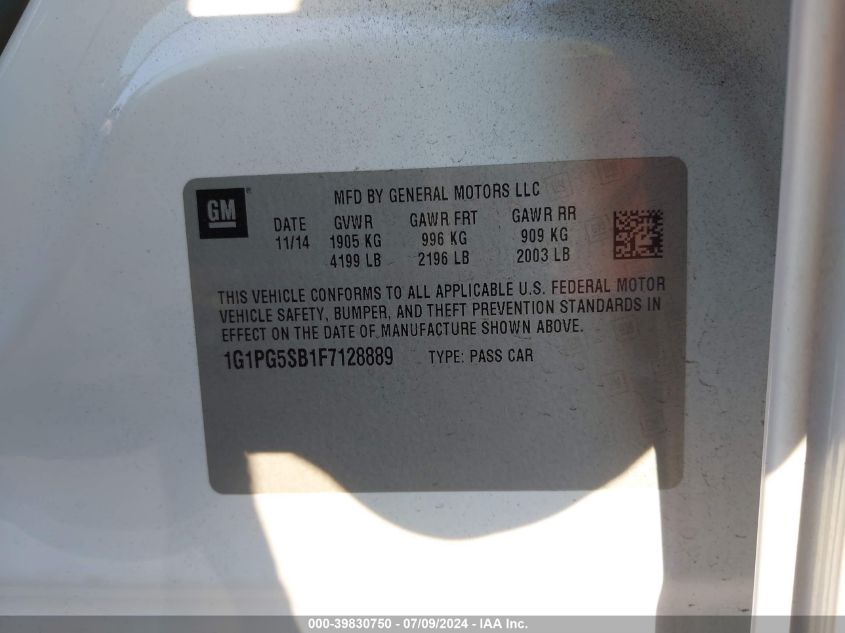 GM ®
MFD BY GENERAL MOTORS LLC
DATE GVWR GAWR FRT GAWR RR
11/14 1905 KG 996 KG 909 KG
4199 LB 2196 LB 2003 LB
THIS VEHICLE CONFORMS TO ALL APPLICABLE U.S. FEDERAL MOTOR
VEHICLE SAFETY, BUMPER, AND THEFT PREVENTION STANDARDS IN
EFFECT ON THE DATE OF MANUFACTURE SHOWN ABOVE.
1G1PG5SB1F7128889 TYPE: PASS CAR
000-39830750 - 07/09/2024 - IAA Inc.